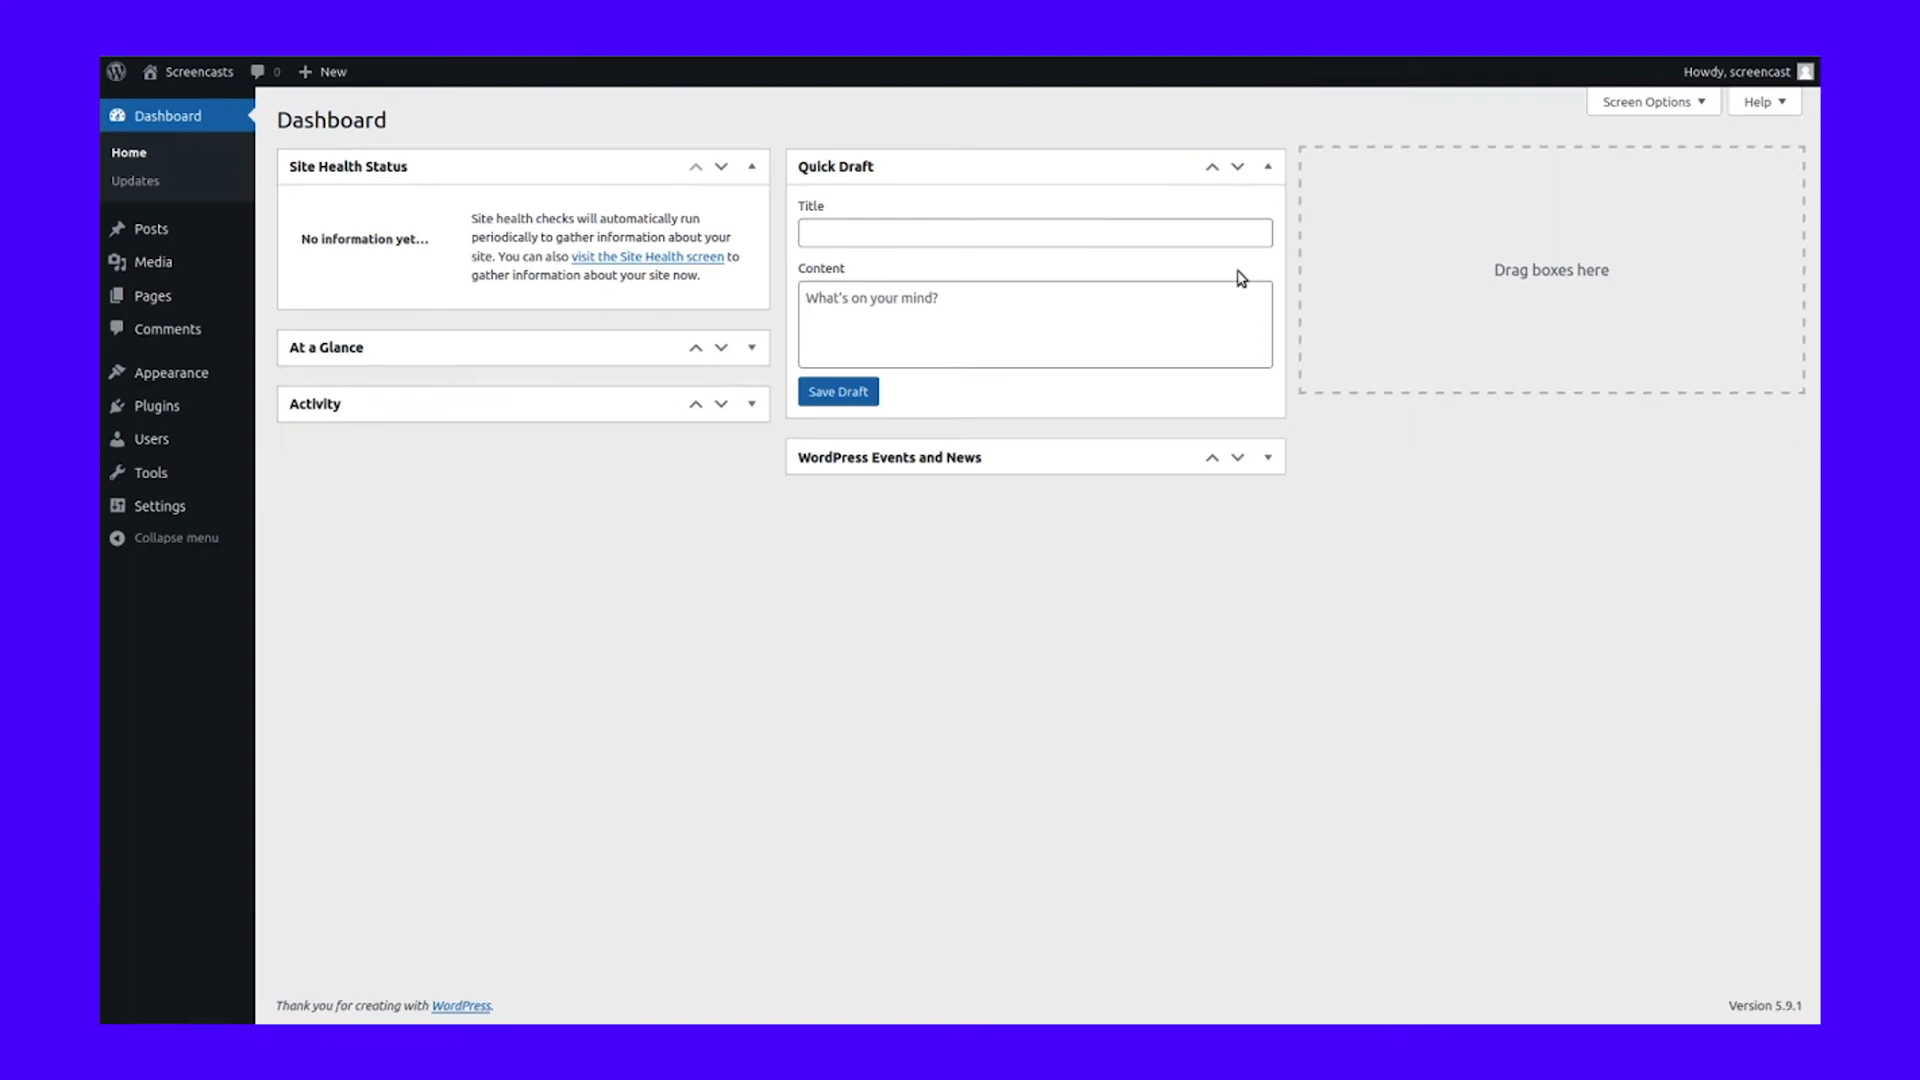 Screencasts
0
New
Howdy, screencast
Dashboard
Home
Updates
Posts
Media
Pages
Comments
Appearance
Plugins
Users
Tools
Settings
Collapse menu
Screen Options
Help
Dashboard
Site Health Status
No information yet…
Site health checks will automatically run
periodically to gather information about your
site. You can also visit the Site Health screen to
gather information about your site now.
At a Glance
Activity
Quick Draft
Title
Content
What's on your mind?
Save Draft
WordPress Events and News
Drag boxes here
Thank you for creating with WordPress.
Version 5.9.1